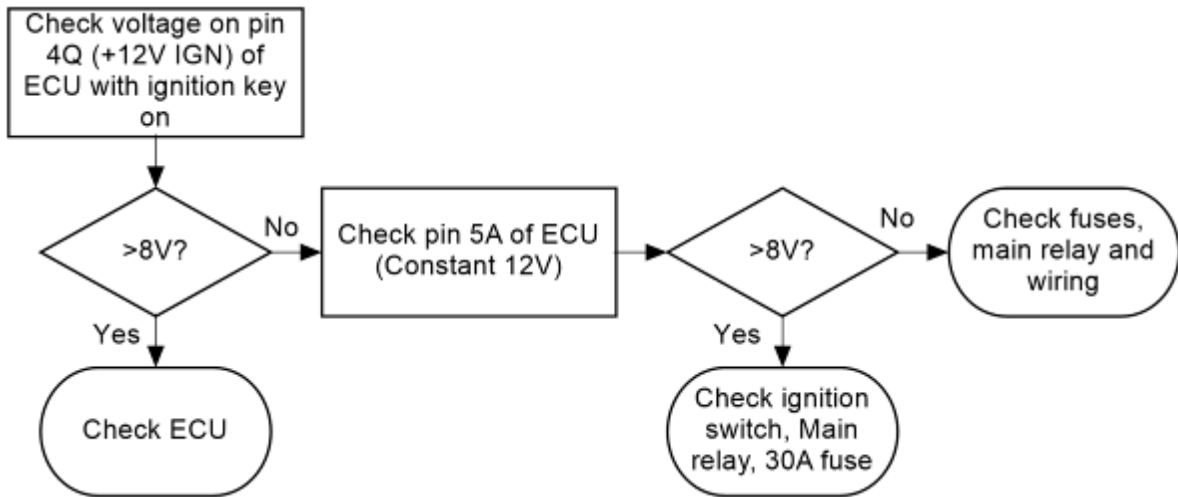 Check voltage on pin
4Q (+12V IGN) of
ECU with ignition key
on
>8V?
No
Check pin 5A of ECU
(Constant 12V)
>8V?
No
Check fuses,
main relay and
wiring
Yes
Check ECU
Yes
Check ignition
switch, Main
relay, 30A fuse